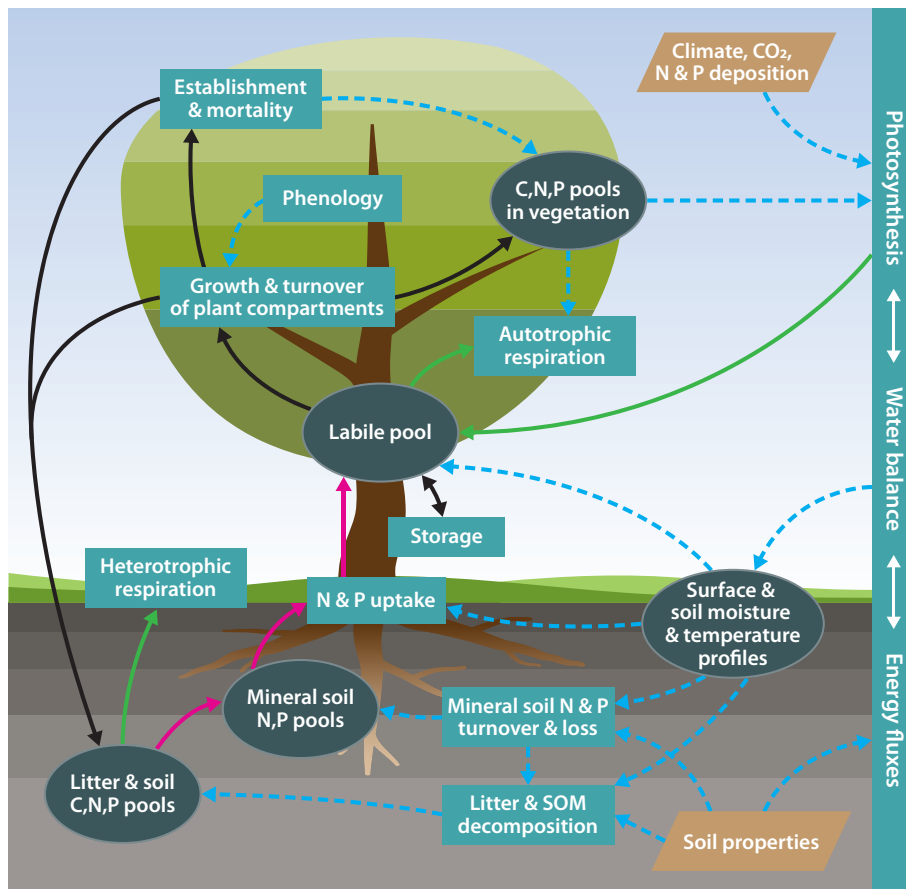 Climate, CO₂,
N & P deposition
Establishment
& mortality
Phenology
C,N,P pools
in vegetation
Photosynthesis
Growth & turnover
of plant compartments
Autotrophic
respiration
Labile pool
Water balance
Storage
Heterotrophic
respiration
N & P uptake
Surface &
soil moisture
& temperature
profiles
Mineral soil
N,P pools
Mineral soil N & P
turnover & loss
Energy fluxes
Litter & soil
C,N,P pools
Litter & SOM
decomposition
Soil properties